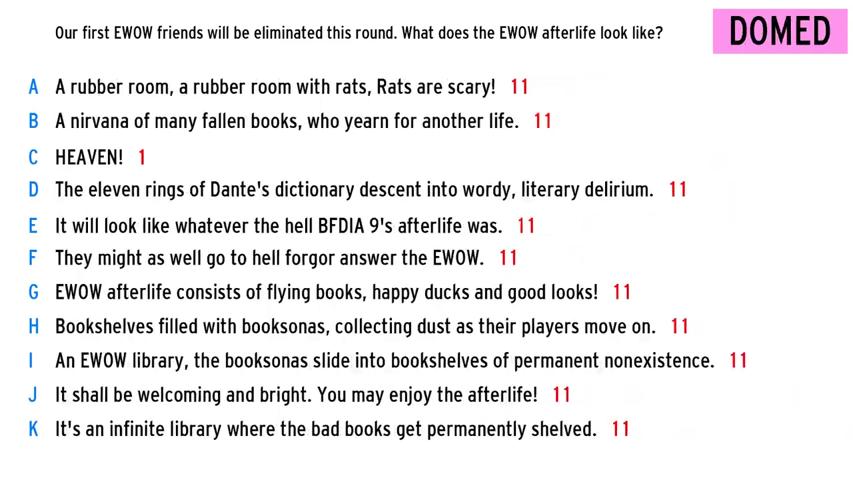 Our first EWOW friends will be eliminated this round. What does the EWOW afterlife look like?
DOMED
A A rubber room, a rubber room with rats, Rats are scary! 11
B A nirvana of many fallen books, who yearn for another life. 11
C HEAVEN! 1
D The eleven rings of Dante's dictionary descent into wordy, literary delirium. 11
E It will look like whatever the hell BFDIA 9's afterlife was. 11
F They might as well go to hell forgor answer the EWOW. 11
G EWOW afterlife consists of flying books, happy ducks and good looks! 11
H Bookshelves filled with booksonas, collecting dust as their players move on. 11
I An EWOW library, the booksonas slide into bookshelves of permanent nonexistence. 11
J It shall be welcoming and bright. You may enjoy the afterlife! 11
K It's an infinite library where the bad books get permanently shelved. 11